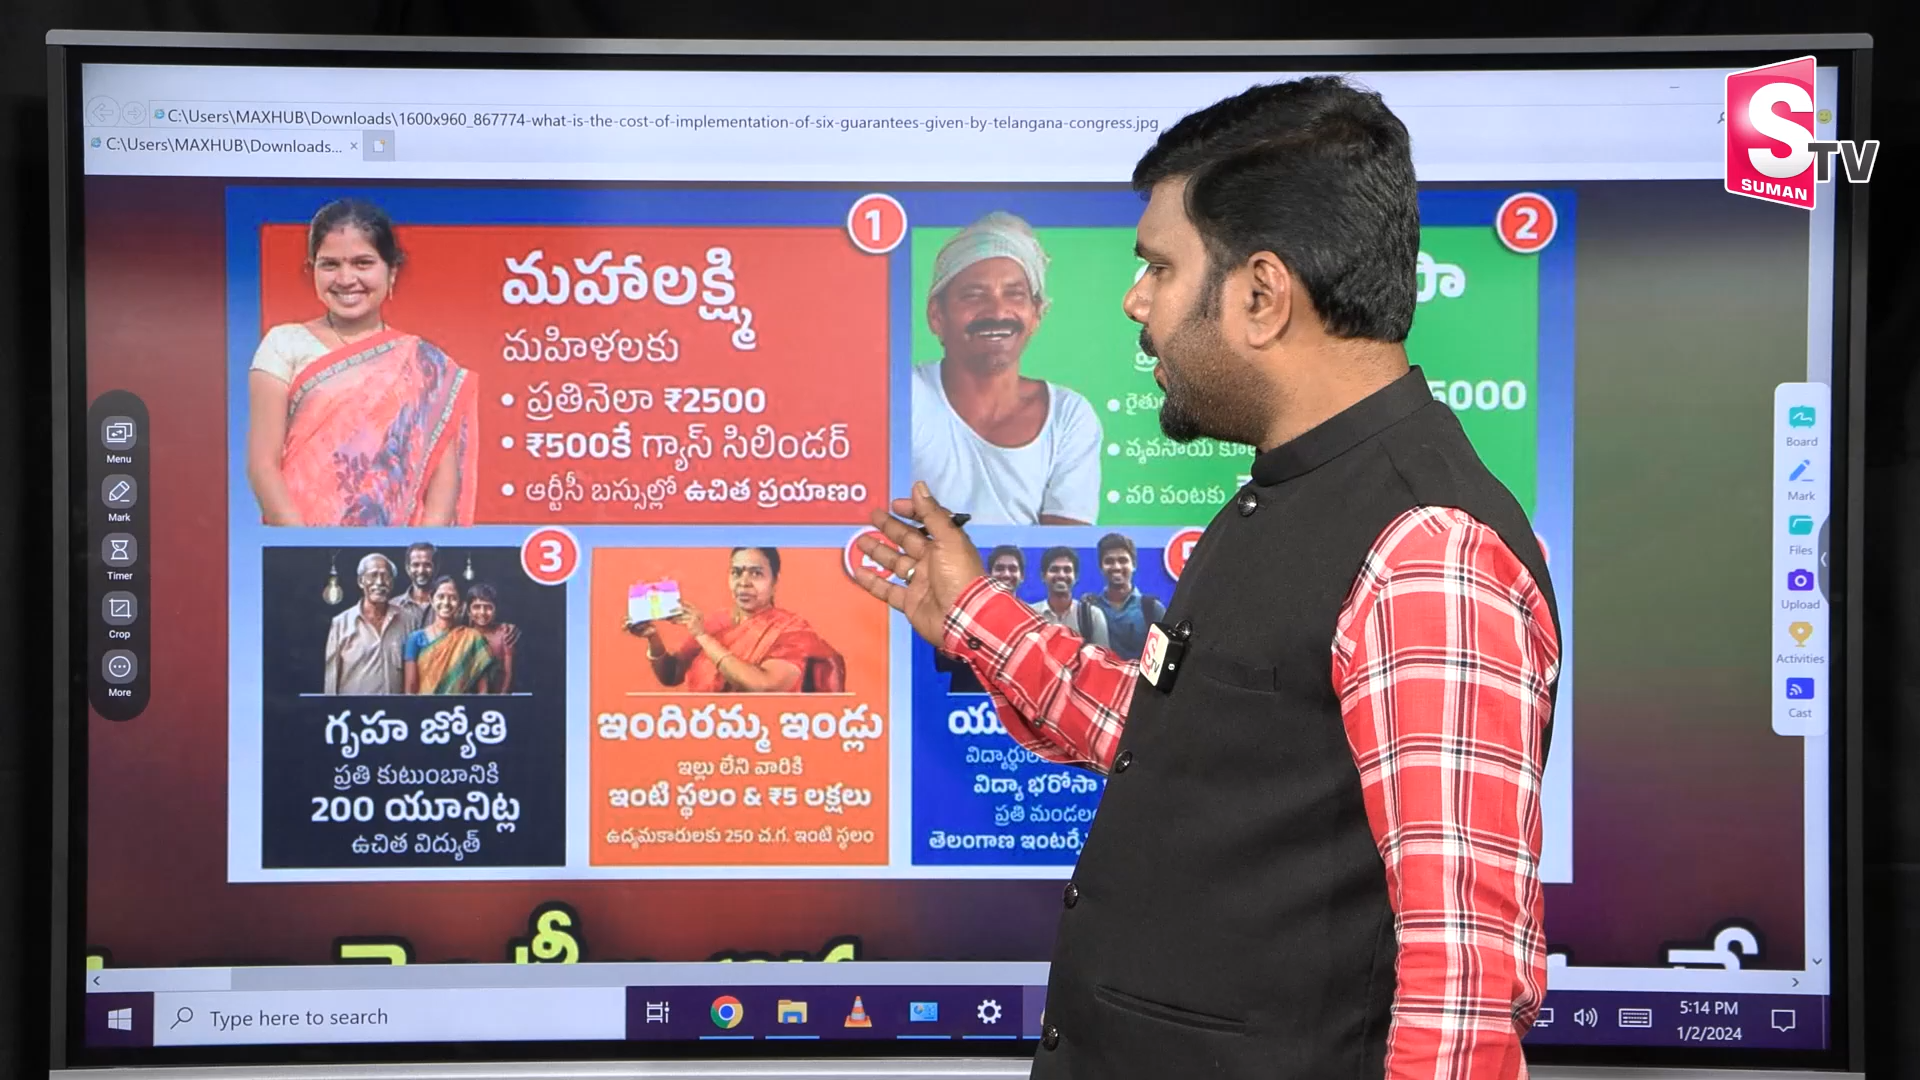 C:\Users\MAXHUB\Downloads\1600x960_867774-what-is-the-cost-of-implementation-of-six-guarantees-given-by-telangana-congress.jpg
C:\Users\MAXHUB\Downloads...
S TV
SUMAN
1
మహాలక్ష్మి
మహిళలకు
• ప్రతినెలా ₹2500
• ₹500కే గ్యాస్ సిలిండర్
• ఆర్టీసీ బస్సుల్లో ఉచిత ప్రయాణం
2
5000
• వ్యవసాయ
• వరి పంటకు
3
గృహ జ్యోతి
ప్రతి కుటుంబానికి
200 యూనిట్ల
ఉచిత విద్యుత్
4
ఇందిరమ్మ ఇండ్లు
ఇల్లు లేని వారికి
ఇంటి స్థలం & ₹5 లక్షలు
ఉద్యమకారులకు 250 చ.గ. ఇంటి స్థలం
5
విద్యా భరోసా
ప్రతి
తెలంగాణ
Menu
Mark
Timer
Crop
More
Board
Mark
Files
Upload
Activities
Cast
STV
Type here to search
5:14 PM
1/2/2024